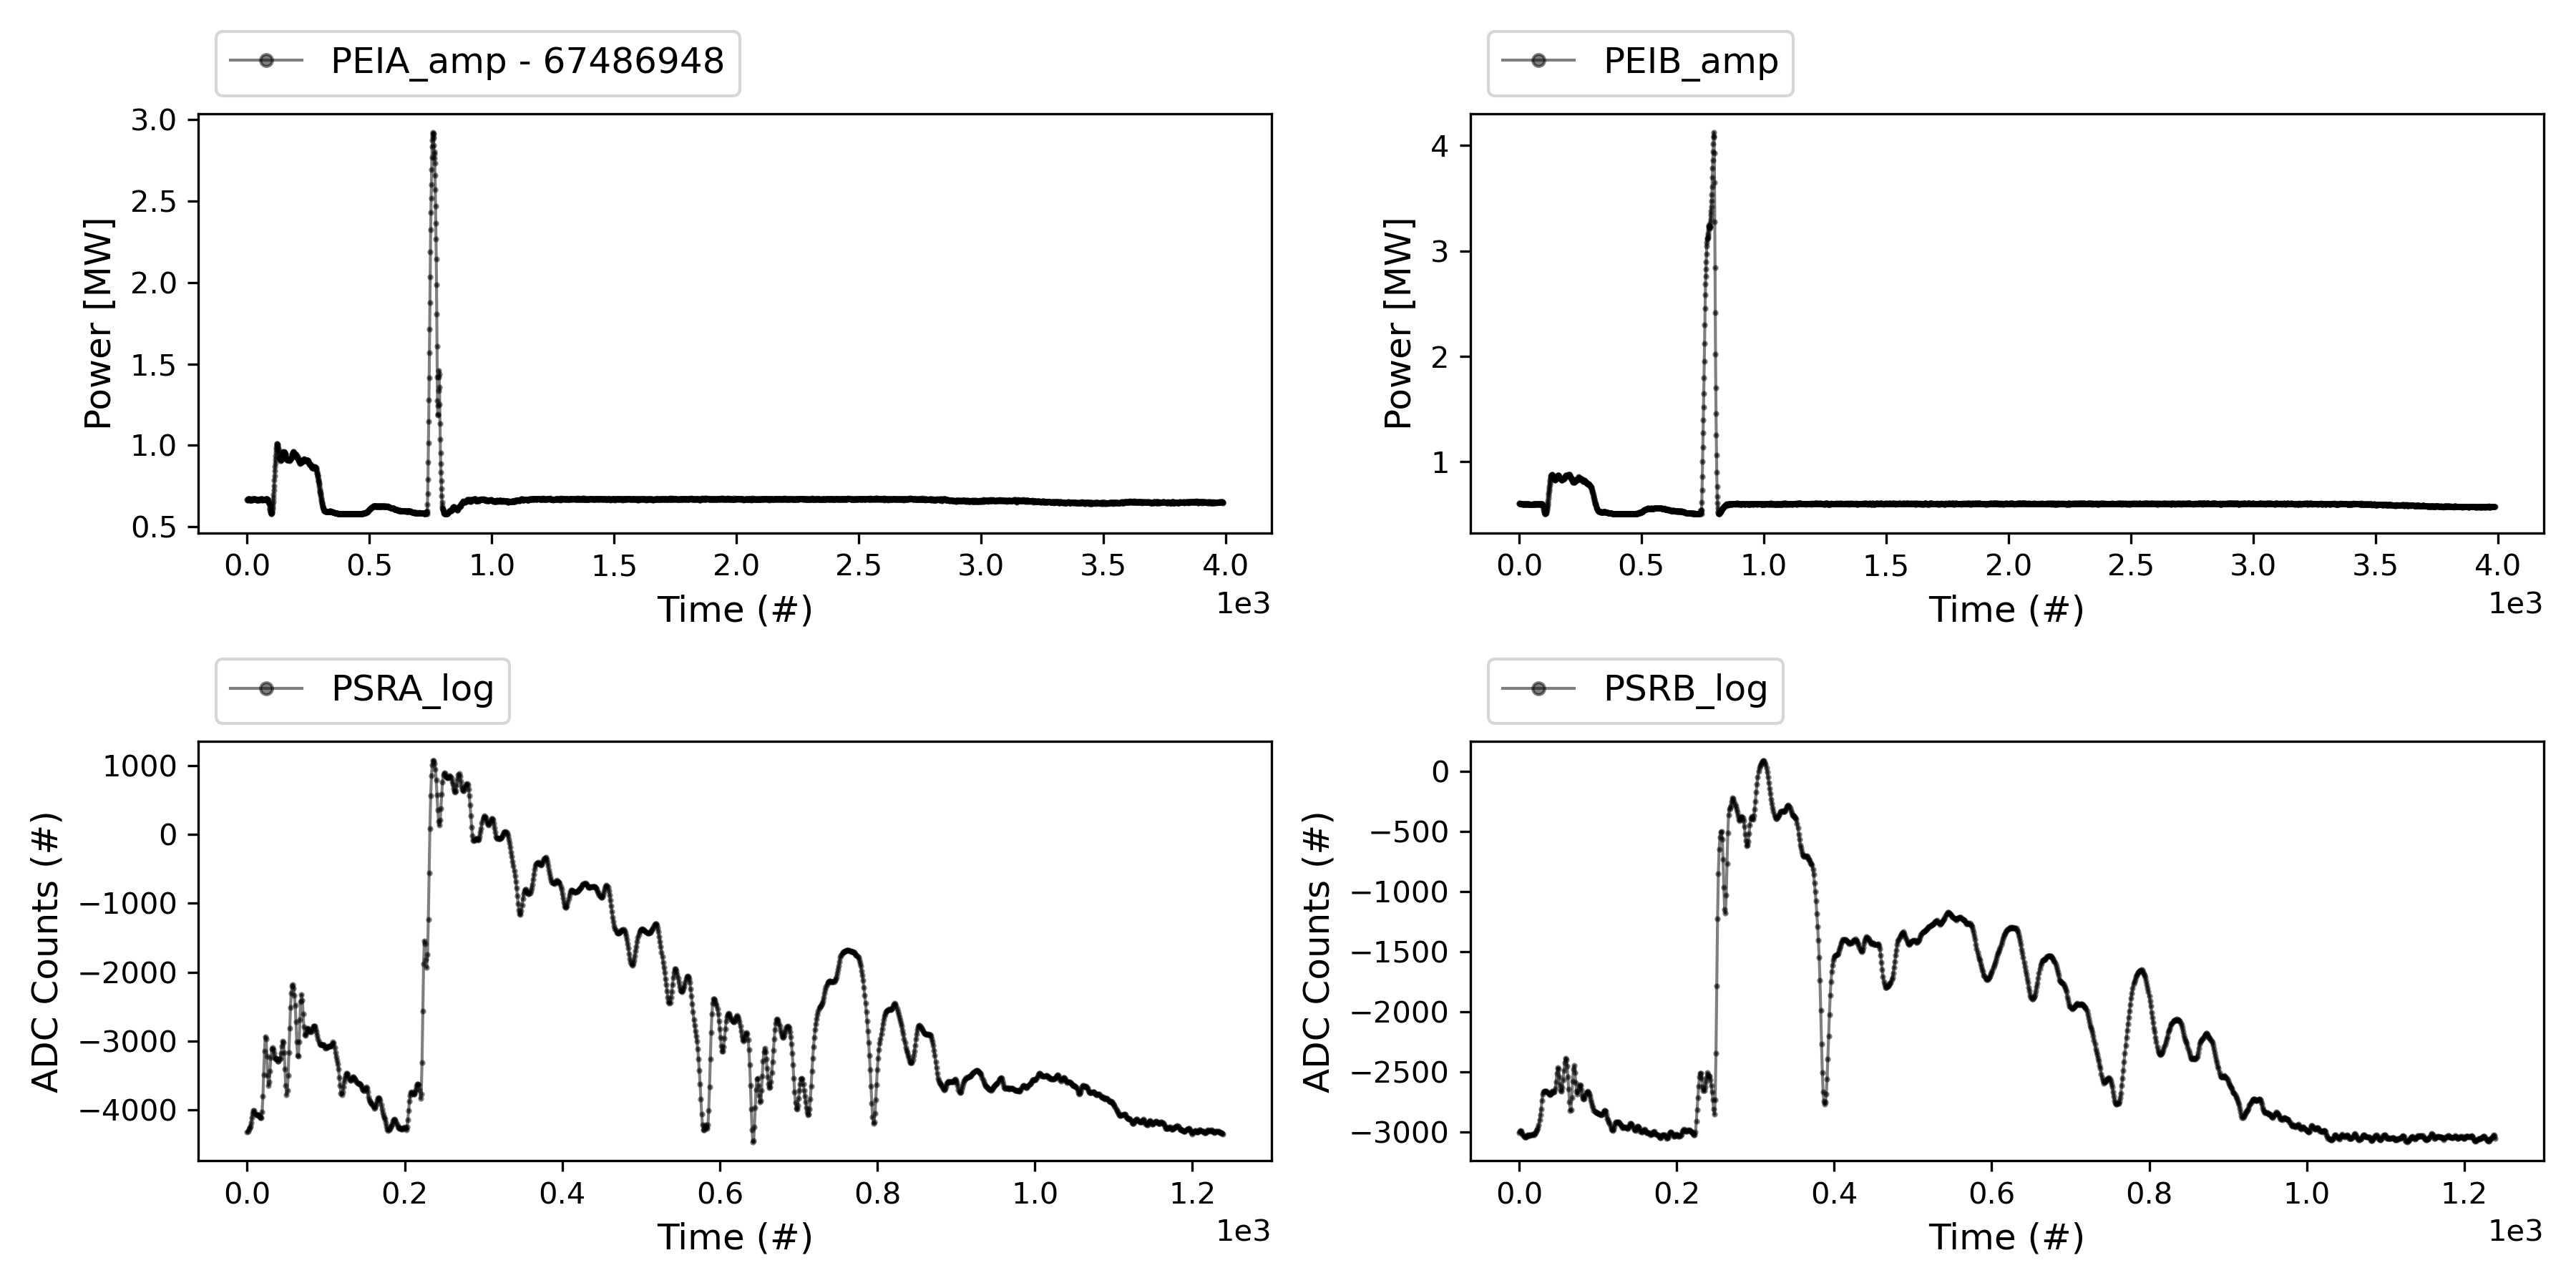 PEIA_amp - 67486948
3.0
2.5
2.0
1.5
1.0
0.5
Power [MW]
0.0 0.5 1.0 1.5 2.0 2.5 3.0 3.5 4.0
Time (#)
1e3
PEIB_amp
4
3
2
1
Power [MW]
0.0 0.5 1.0 1.5 2.0 2.5 3.0 3.5 4.0
Time (#)
1e3
PSRA_log
1000
0
−1000
−2000
−3000
−4000
ADC Counts (#)
0.0 0.2 0.4 0.6 0.8 1.0 1.2
Time (#)
1e3
PSRB_log
0
−500
−1000
−1500
−2000
−2500
−3000
ADC Counts (#)
0.0 0.2 0.4 0.6 0.8 1.0 1.2
Time (#)
1e3